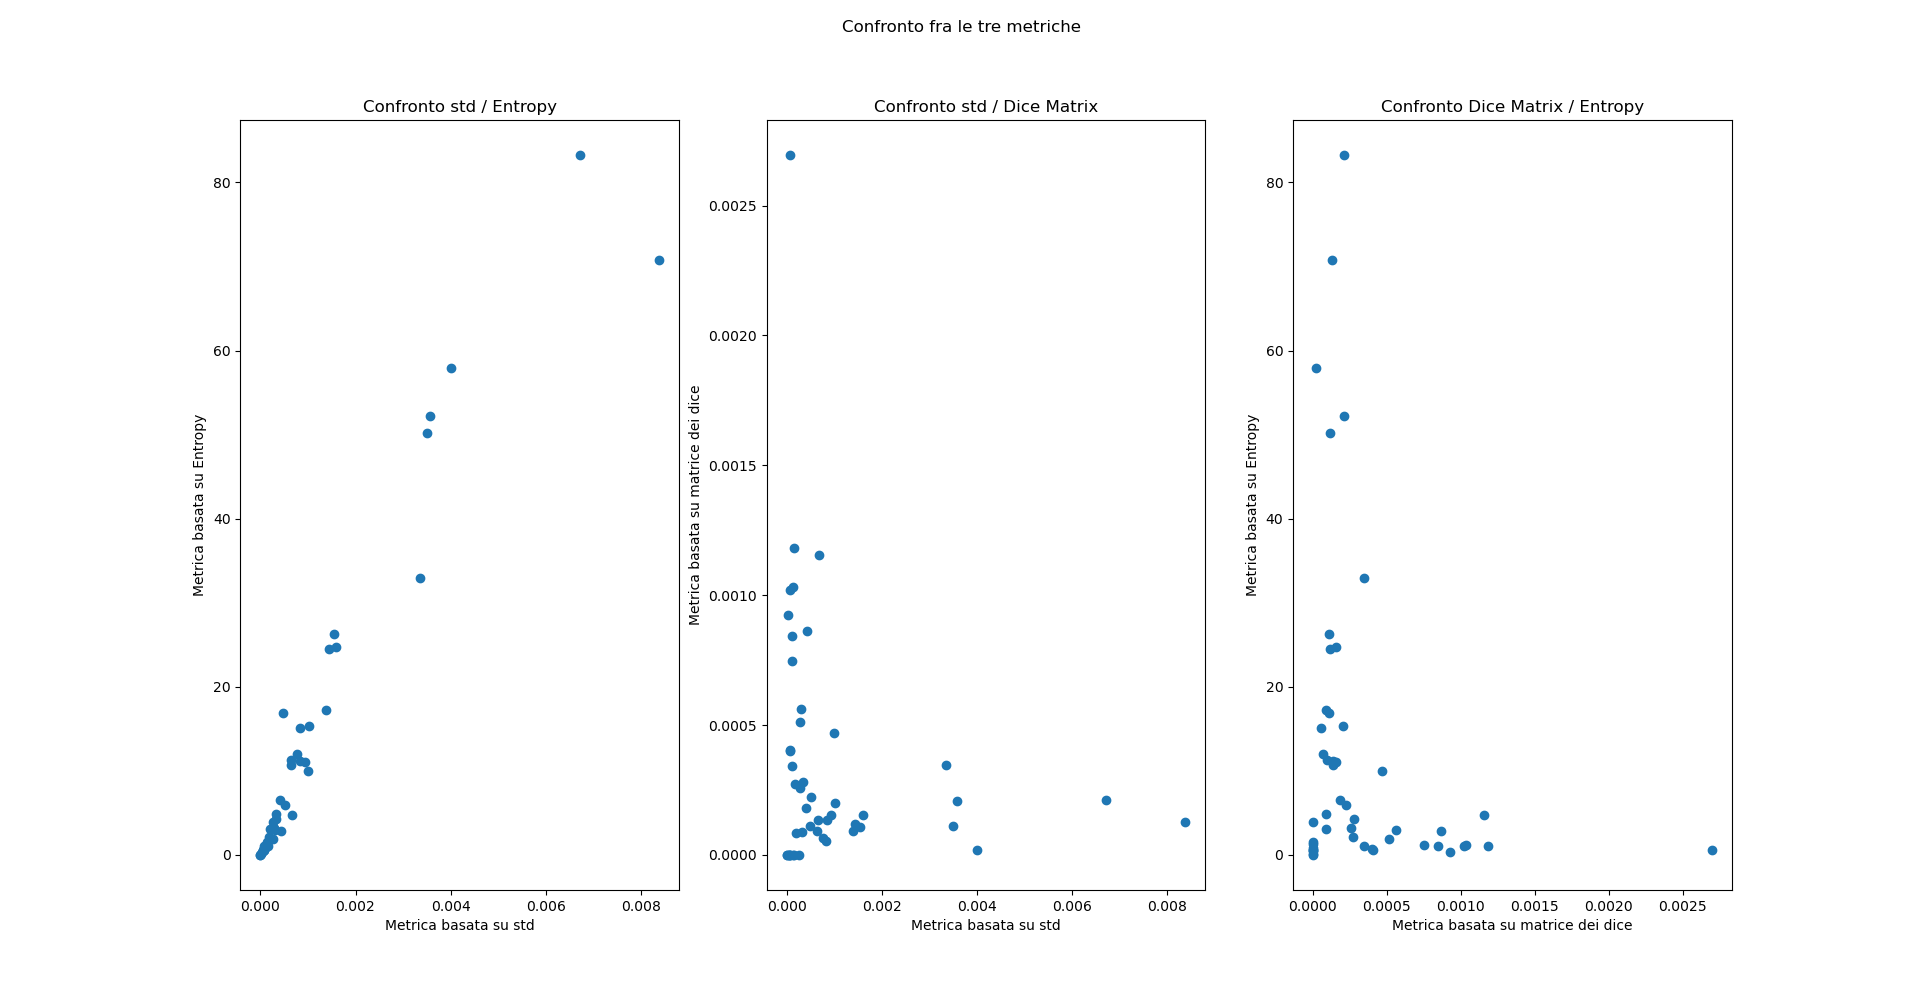 Confronto fra le tre metriche
Confronto std / Entropy
80
60
40
20
0
Metrica basata su Entropy
0.000 0.002 0.004 0.006 0.008
Metrica basata su std
Confronto std / Dice Matrix
0.0025
0.0020
0.0015
0.0010
0.0005
0.0000
Metrica basata su matrice dei dice
0.000 0.002 0.004 0.006 0.008
Metrica basata su std
Confronto Dice Matrix / Entropy
80
60
40
20
0
Metrica basata su Entropy
0.0000 0.0005 0.0010 0.0015 0.0020 0.0025
Metrica basata su matrice dei dice